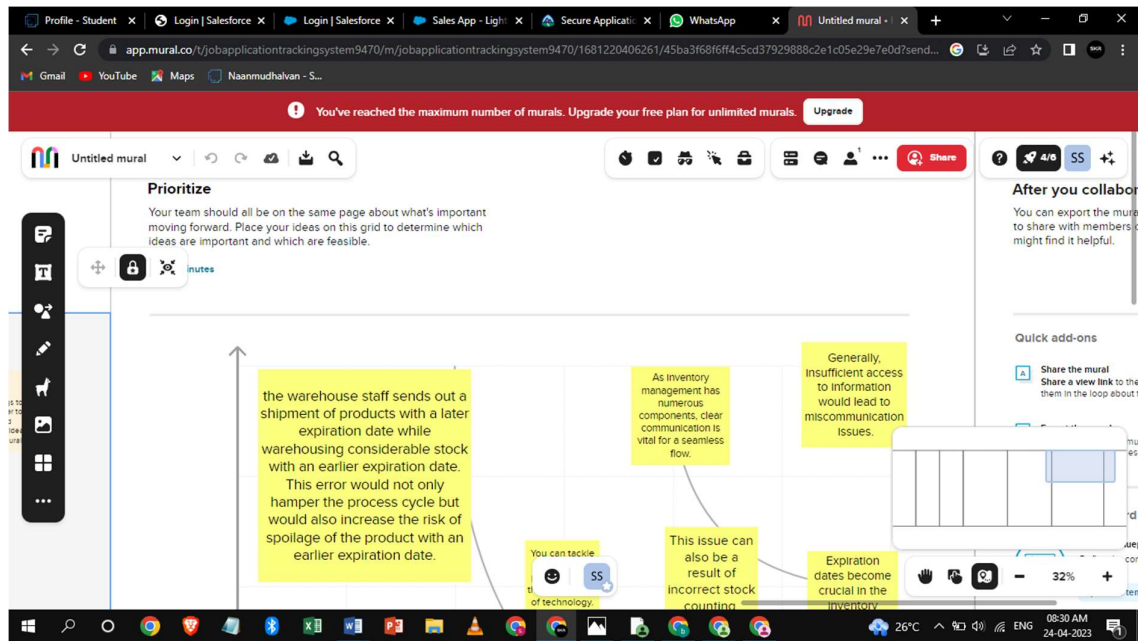 Profile - Student
Login | Salesforce
Login | Salesforce
Sales App - Light
Secure Applicatic
WhatsApp
Untitled mural •
app.mural.co/t/jobapplicationtrackingsystem9470/m/jobapplicationtrackingsystem9470/1681220406261/45ba3f68f6ff4c5cd37929888c2e1c05e29e7e0d?send...
SKR
Gmail
YouTube
Maps
Naanmudhalvan - S...
You've reached the maximum number of murals. Upgrade your free plan for unlimited murals.
Upgrade
Untitled mural
1
Share
4/6
SS
Prioritize
Your team should all be on the same page about what's important
moving forward. Place your ideas on this grid to determine which
ideas are important and which are feasible.
inutes
After you collabor
You can export the mura
to share with members
might find it helpful.
Quick add-ons
A
Share the mural
Share a view link to the
them in the loop about
the warehouse staff sends out a
shipment of products with a later
expiration date while
warehousing considerable stock
with an earlier expiration date.
This error would not only
hamper the process cycle but
would also increase the risk of
spoilage of the product with an
earlier expiration date.
As inventory
management has
numerous
components, clear
communication is
vital for a seamless
flow.
Generally,
insufficient access
to information
would lead to
miscommunication
issues.
You can tackle
of technology.
SS
This issue can
also be a
result of
incorrect stock
counting
Expiration
dates become
crucial in the
inventory
32%
26°C
ENG
08:30 AM
24-04-2023
1